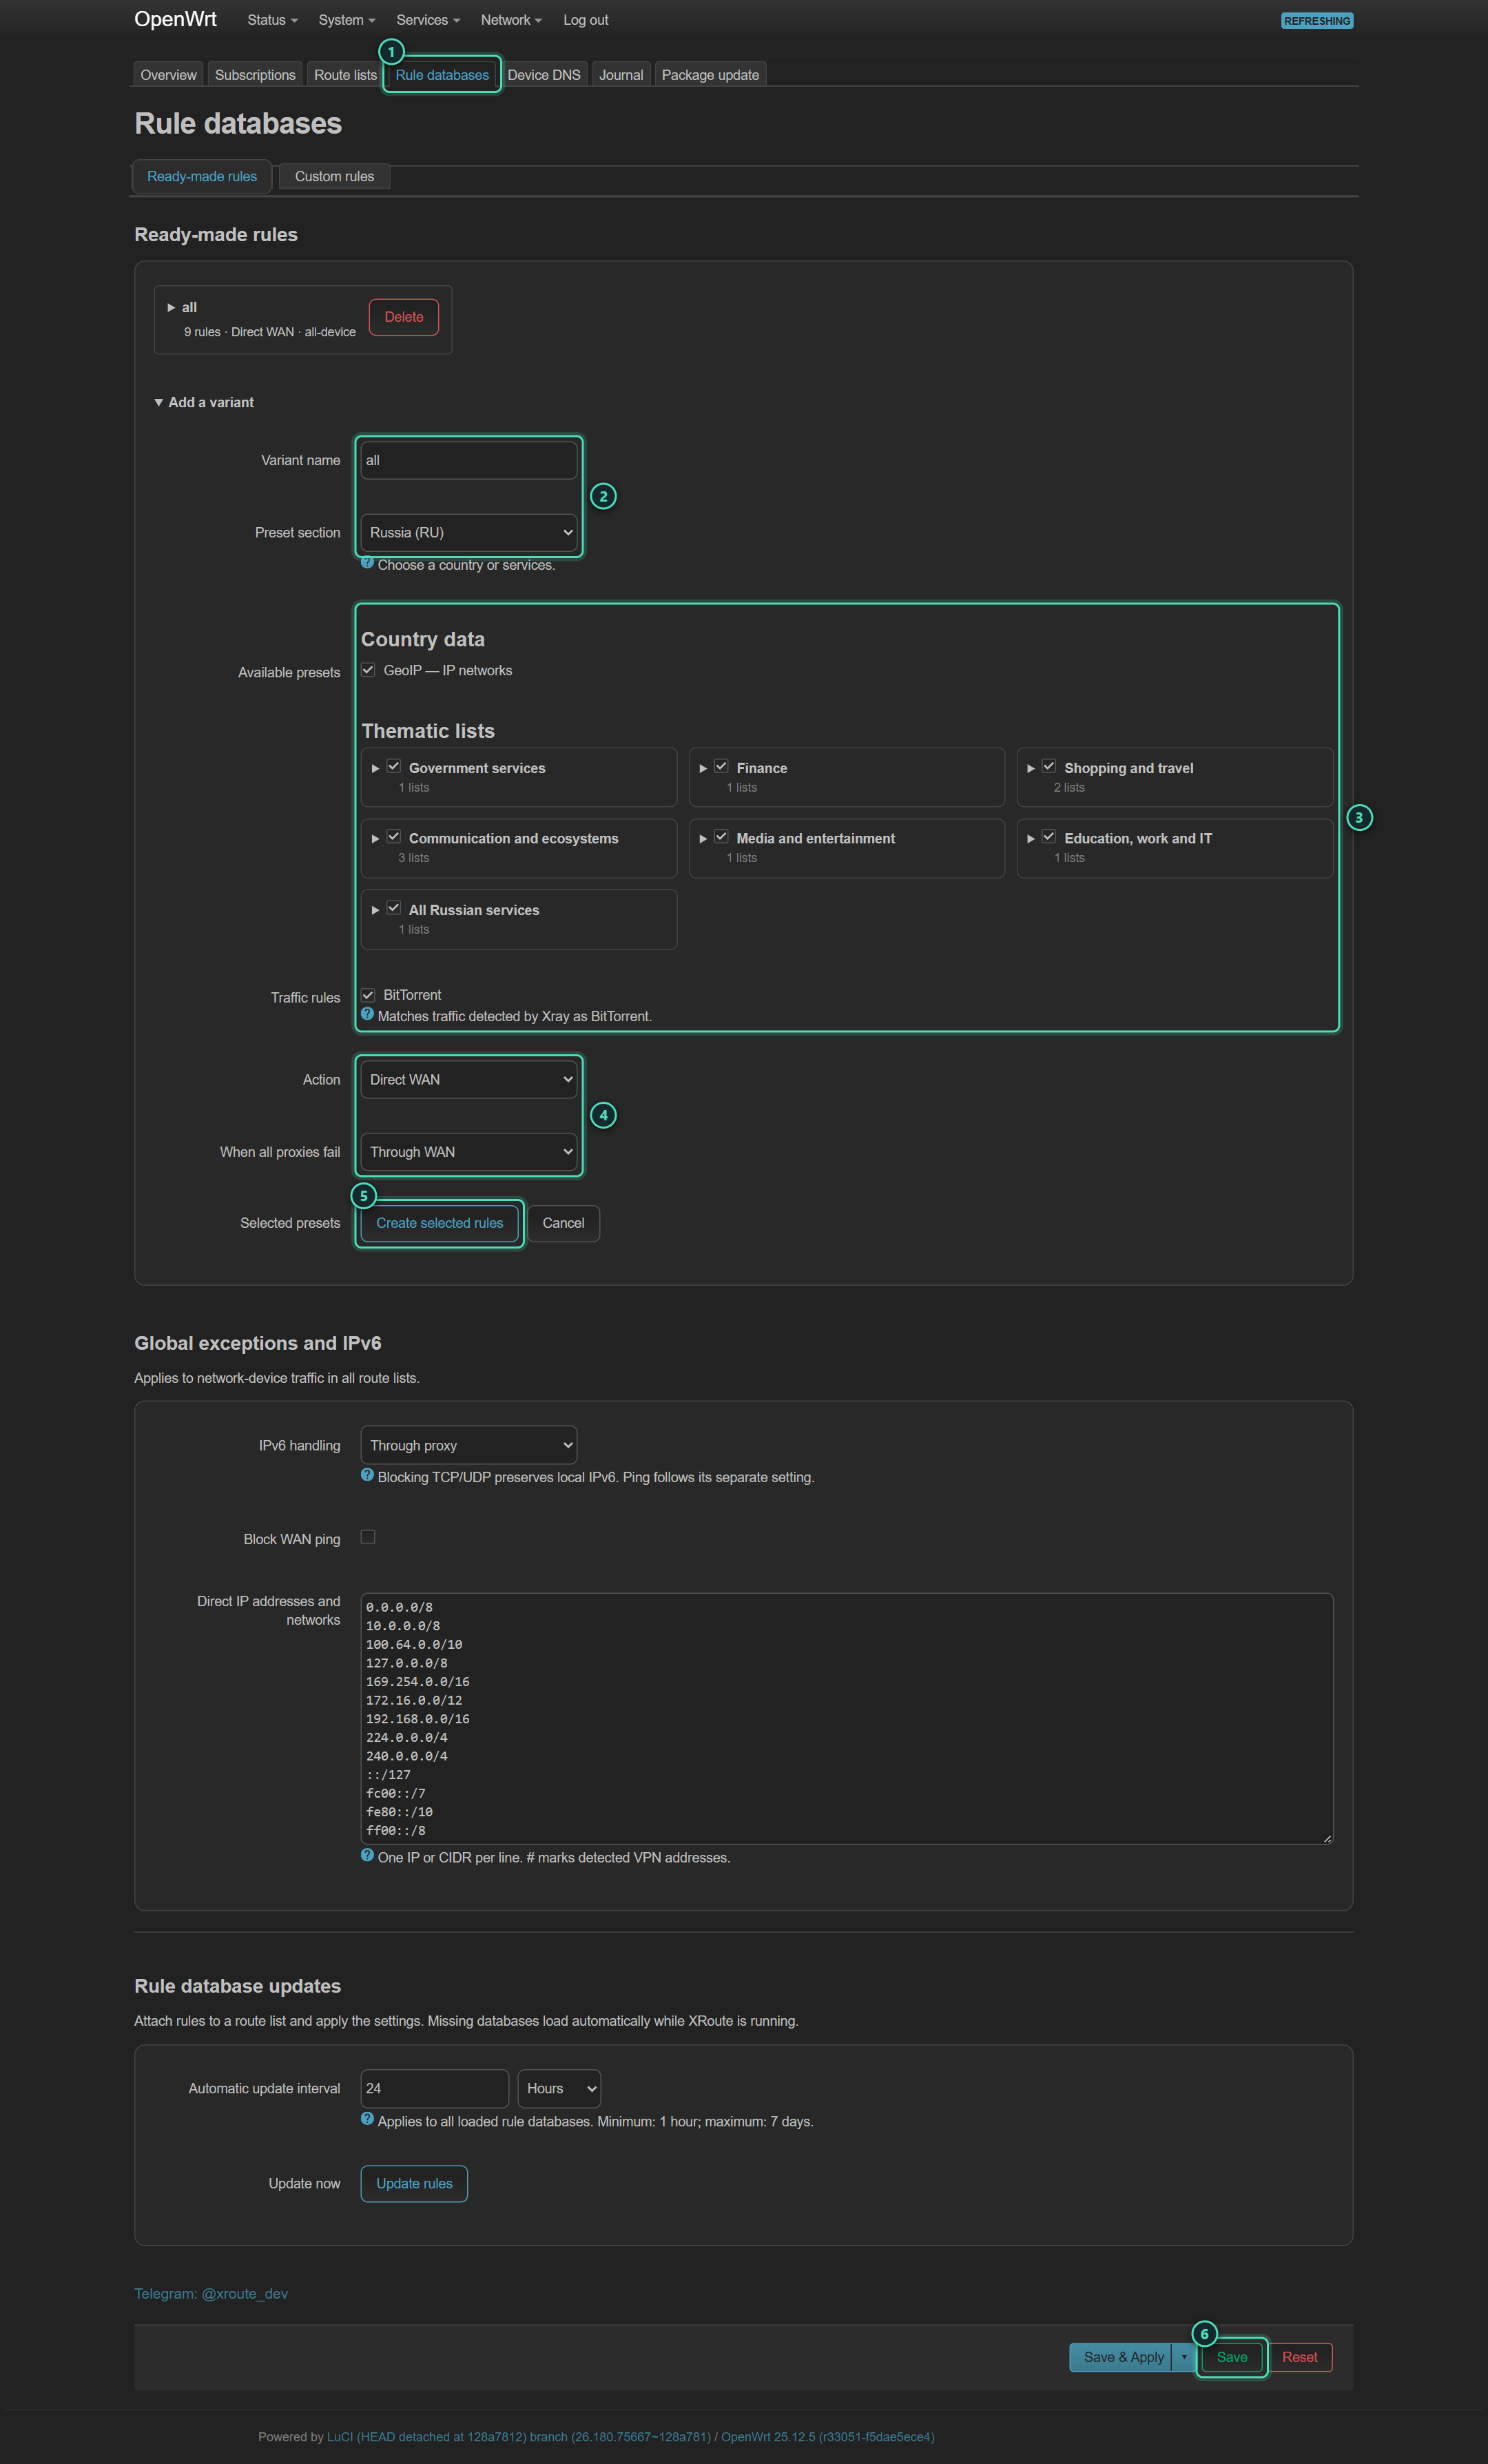 OpenWrt Status System Services Network Log out REFRESHING
1
Overview Subscriptions Route lists Rule databases Device DNS Journal Package update
Rule databases
Ready-made rules Custom rules
Ready-made rules
all
9 rules · Direct WAN · all-device
Delete
Add a variant
Variant name all
2
Preset section Russia (RU)
? Choose a country or services.
Country data
Available presets GeoIP — IP networks
Thematic lists
Government services Finance Shopping and travel
1 lists 1 lists 2 lists
3
Communication and ecosystems Media and entertainment Education, work and IT
3 lists 1 lists 1 lists
All Russian services
1 lists
Traffic rules BitTorrent
? Matches traffic detected by Xray as BitTorrent.
Action Direct WAN
4
When all proxies fail Through WAN
5
Selected presets Create selected rules Cancel
Global exceptions and IPv6
Applies to network-device traffic in all route lists.
IPv6 handling Through proxy
? Blocking TCP/UDP preserves local IPv6. Ping follows its separate setting.
Block WAN ping
Direct IP addresses and
networks
0.0.0.0/8
10.0.0.0/8
100.64.0.0/10
127.0.0.0/8
169.254.0.0/16
172.16.0.0/12
192.168.0.0/16
224.0.0.0/4
240.0.0.0/4
::/127
fc00::/7
fe80::/10
ff00::/8
? One IP or CIDR per line. # marks detected VPN addresses.
Rule database updates
Attach rules to a route list and apply the settings. Missing databases load automatically while XRoute is running.
Automatic update interval 24 Hours
? Applies to all loaded rule databases. Minimum: 1 hour; maximum: 7 days.
Update now Update rules
Telegram: @xroute_dev
6
Save & Apply Save Reset
Powered by LuCI (HEAD detached at 128a7812) branch (26.180.75667~128a781) / OpenWrt 25.12.5 (r33051-f5dae5ece4)